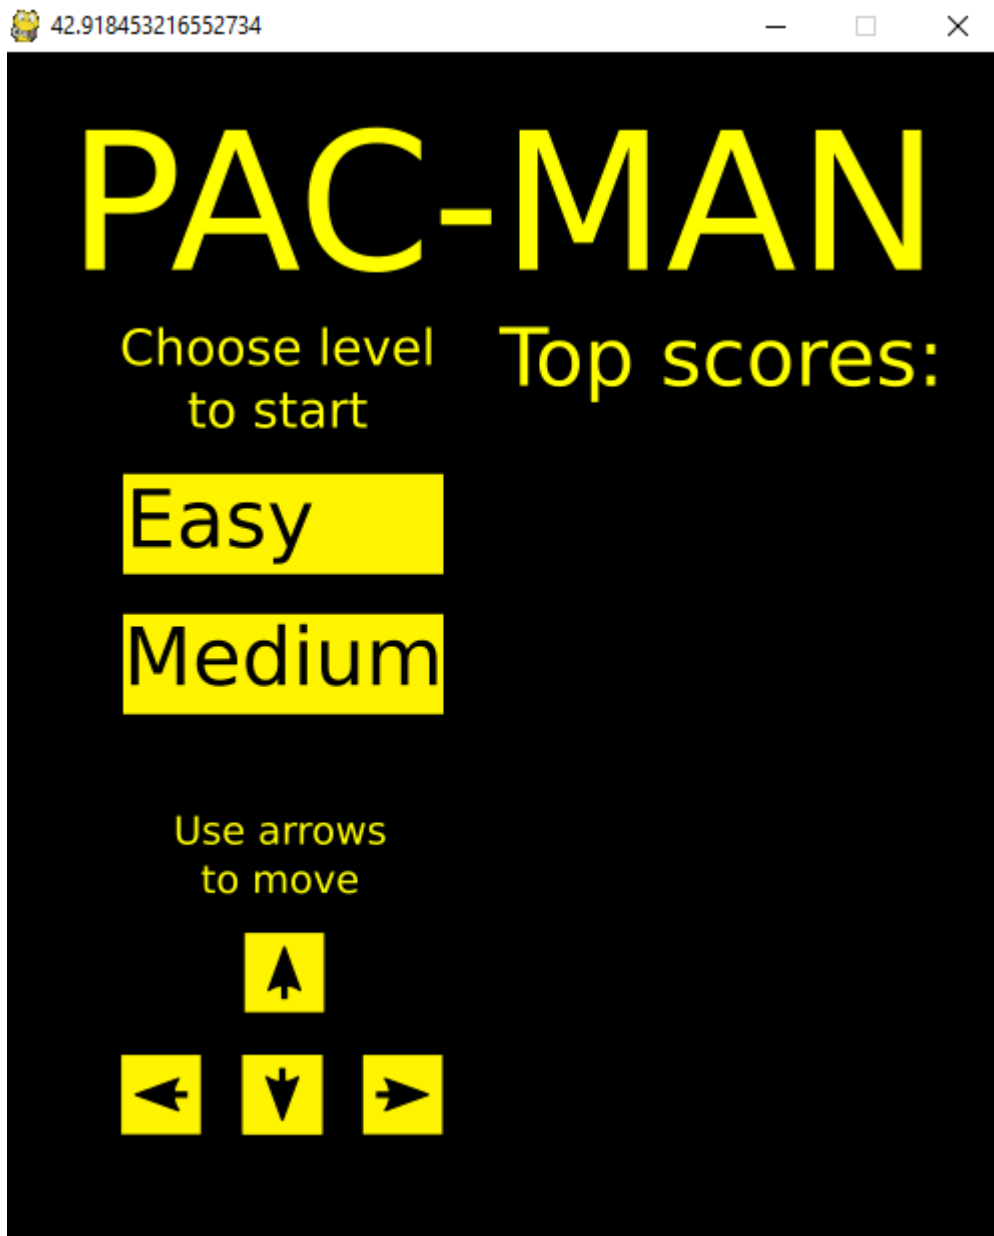 42.918453216552734
PAC-MAN
Choose level
to start
Easy
Medium
Use arrows
to move
Top scores: